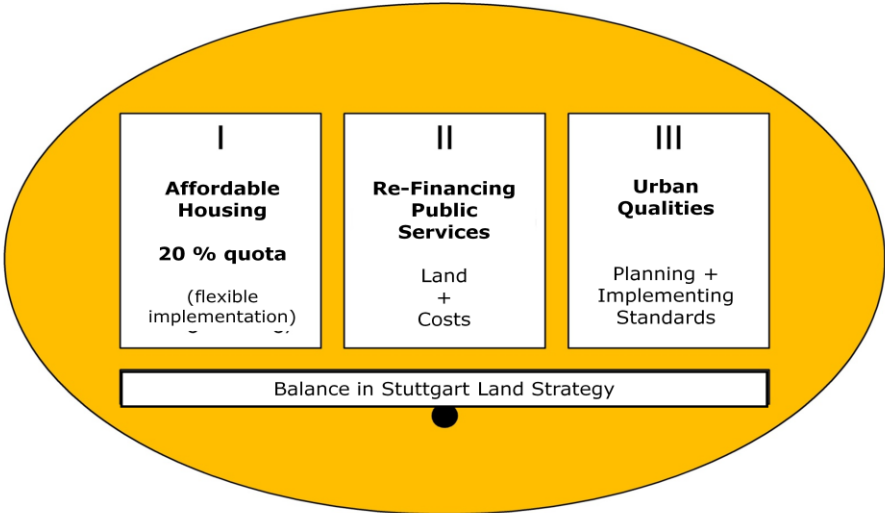 I
Affordable
Housing
20 % quota
(flexible
implementation)
II
Re-Financing
Public
Services
Land
+
Costs
III
Urban
Qualities
Planning +
Implementing
Standards
Balance in Stuttgart Land Strategy